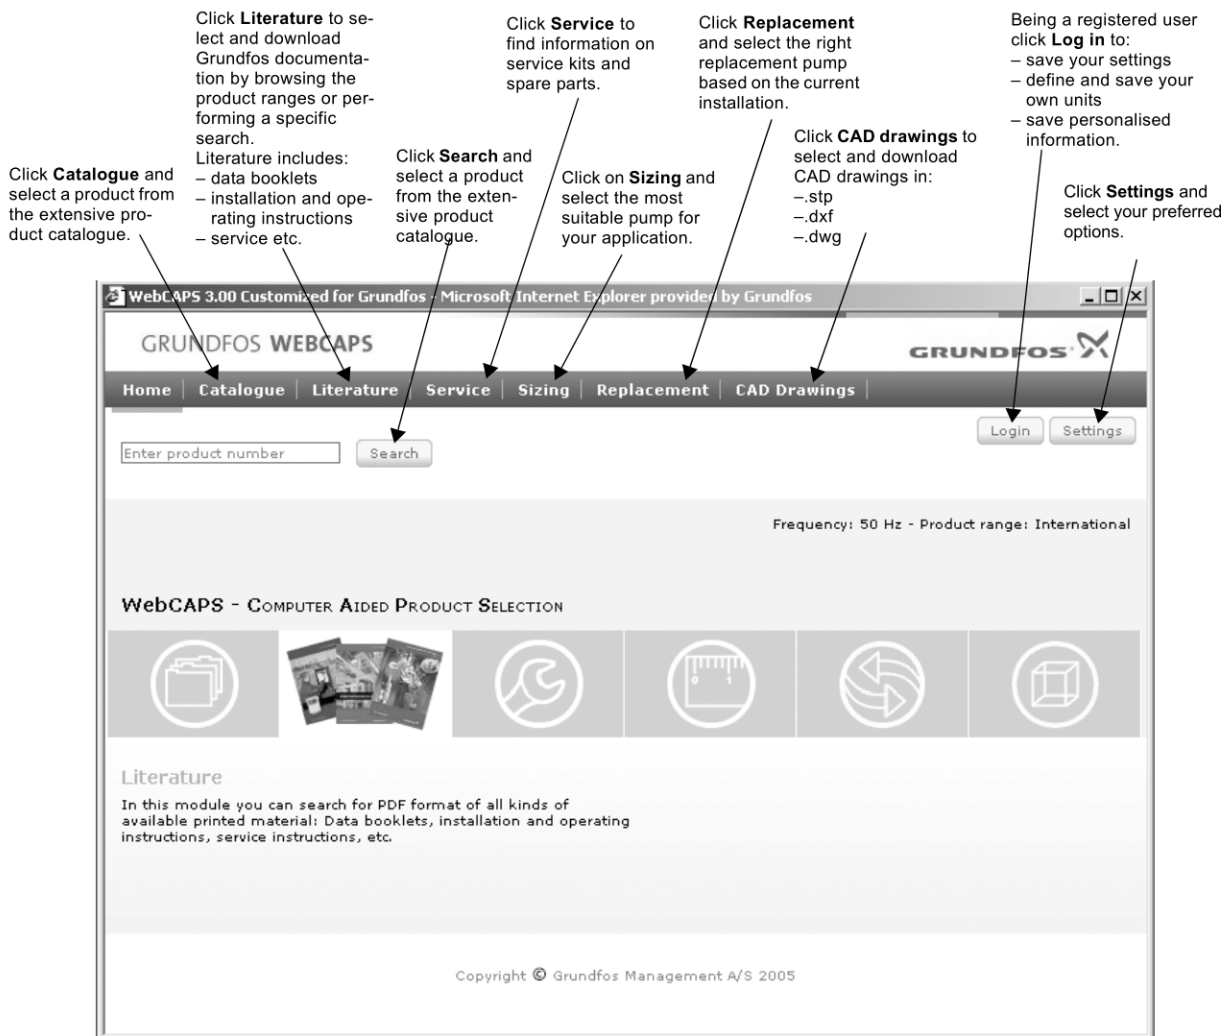 Click Literature to se-
lect and download
Grundfos documenta-
tion by browsing the
product ranges or per-
forming a specific
search.
Literature includes:
– data booklets
– installation and ope-
rating instructions
– service etc.
Click Service to
find information on
service kits and
spare parts.
Click Replacement
and select the right
replacement pump
based on the current
installation.
Being a registered user
click Log in to:
– save your settings
– define and save your
own units
– save personalised
information.
Click Catalogue and
select a product from
the extensive pro-
duct catalogue.
Click Search and
select a product
from the exten-
sive product
catalogue.
Click on Sizing and
select the most
suitable pump for
your application.
Click CAD drawings to
select and download
CAD drawings in:
–.stp
–.dxf
–.dwg
Click Settings and
select your preferred
options.
WebCAPS 3.00 Customized for Grundfos - Microsoft Internet Explorer provided by Grundfos
GRUNDFOS WEBCAPS
GRUNDFOS
Home Catalogue Literature Service Sizing Replacement CAD Drawings
Login Settings
Enter product number Search
Frequency: 50 Hz - Product range: International
WebCAPS - COMPUTER AIDED PRODUCT SELECTION
0 1
Literature
In this module you can search for PDF format of all kinds of
available printed material: Data booklets, installation and operating
instructions, service instructions, etc.
Copyright © Grundfos Management A/S 2005